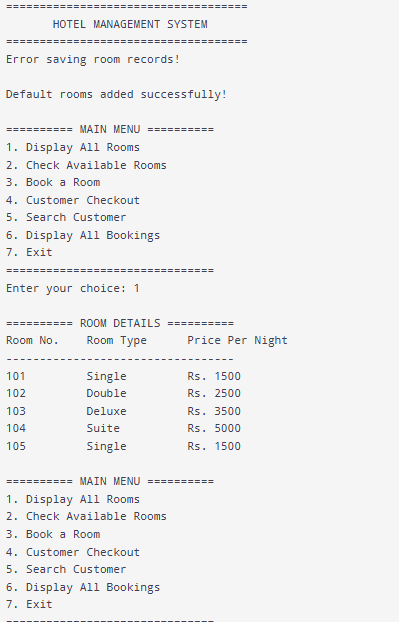 ====================================
HOTEL MANAGEMENT SYSTEM
====================================
Error saving room records!
Default rooms added successfully!
========== MAIN MENU ==========
1. Display All Rooms
2. Check Available Rooms
3. Book a Room
4. Customer Checkout
5. Search Customer
6. Display All Bookings
7. Exit
===============================
Enter your choice: 1
========== ROOM DETAILS ==========
Room No.    Room Type      Price Per Night
----------------------------------
101         Single         Rs. 1500
102         Double         Rs. 2500
103         Deluxe         Rs. 3500
104         Suite          Rs. 5000
105         Single         Rs. 1500
========== MAIN MENU ==========
1. Display All Rooms
2. Check Available Rooms
3. Book a Room
4. Customer Checkout
5. Search Customer
6. Display All Bookings
7. Exit
===============================